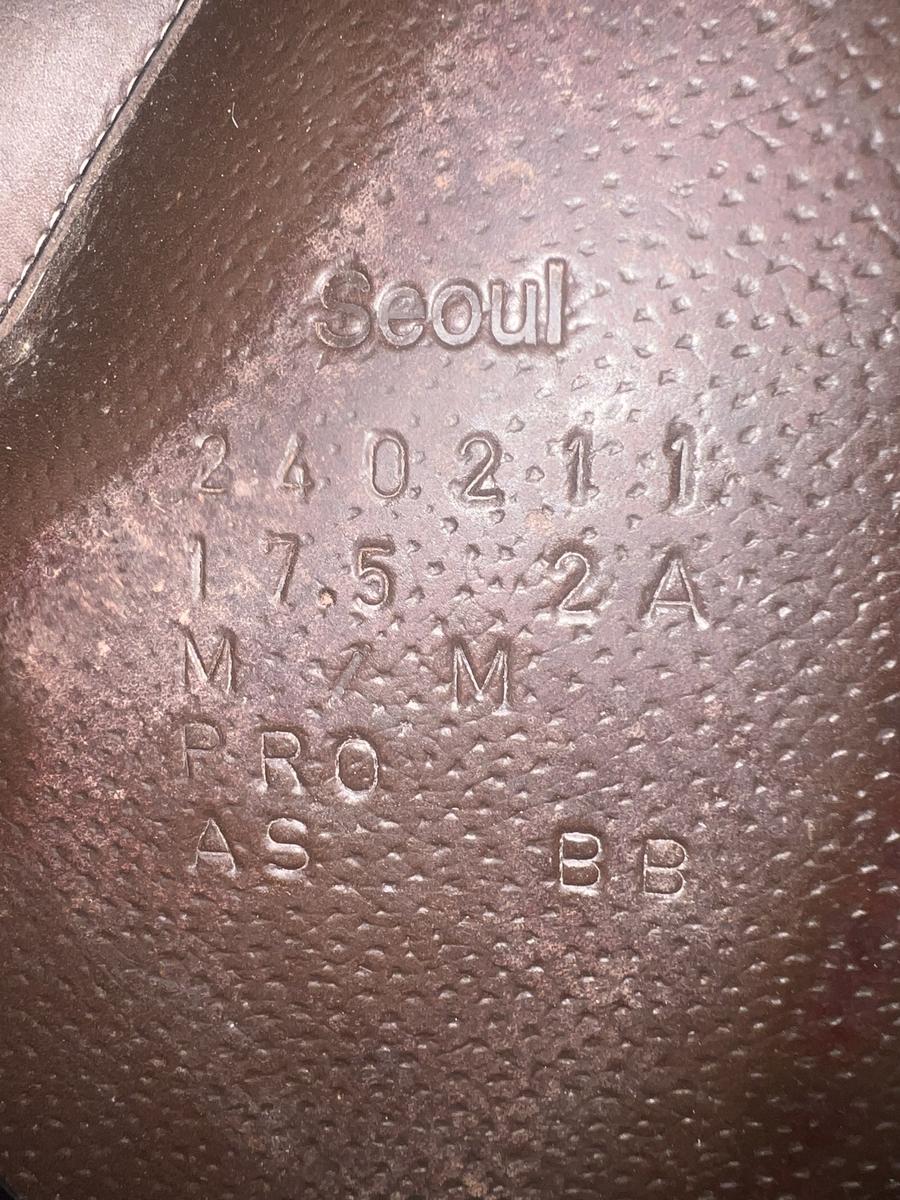 Seoul
240211
17.5 2A
M / M
PRO
AS BB